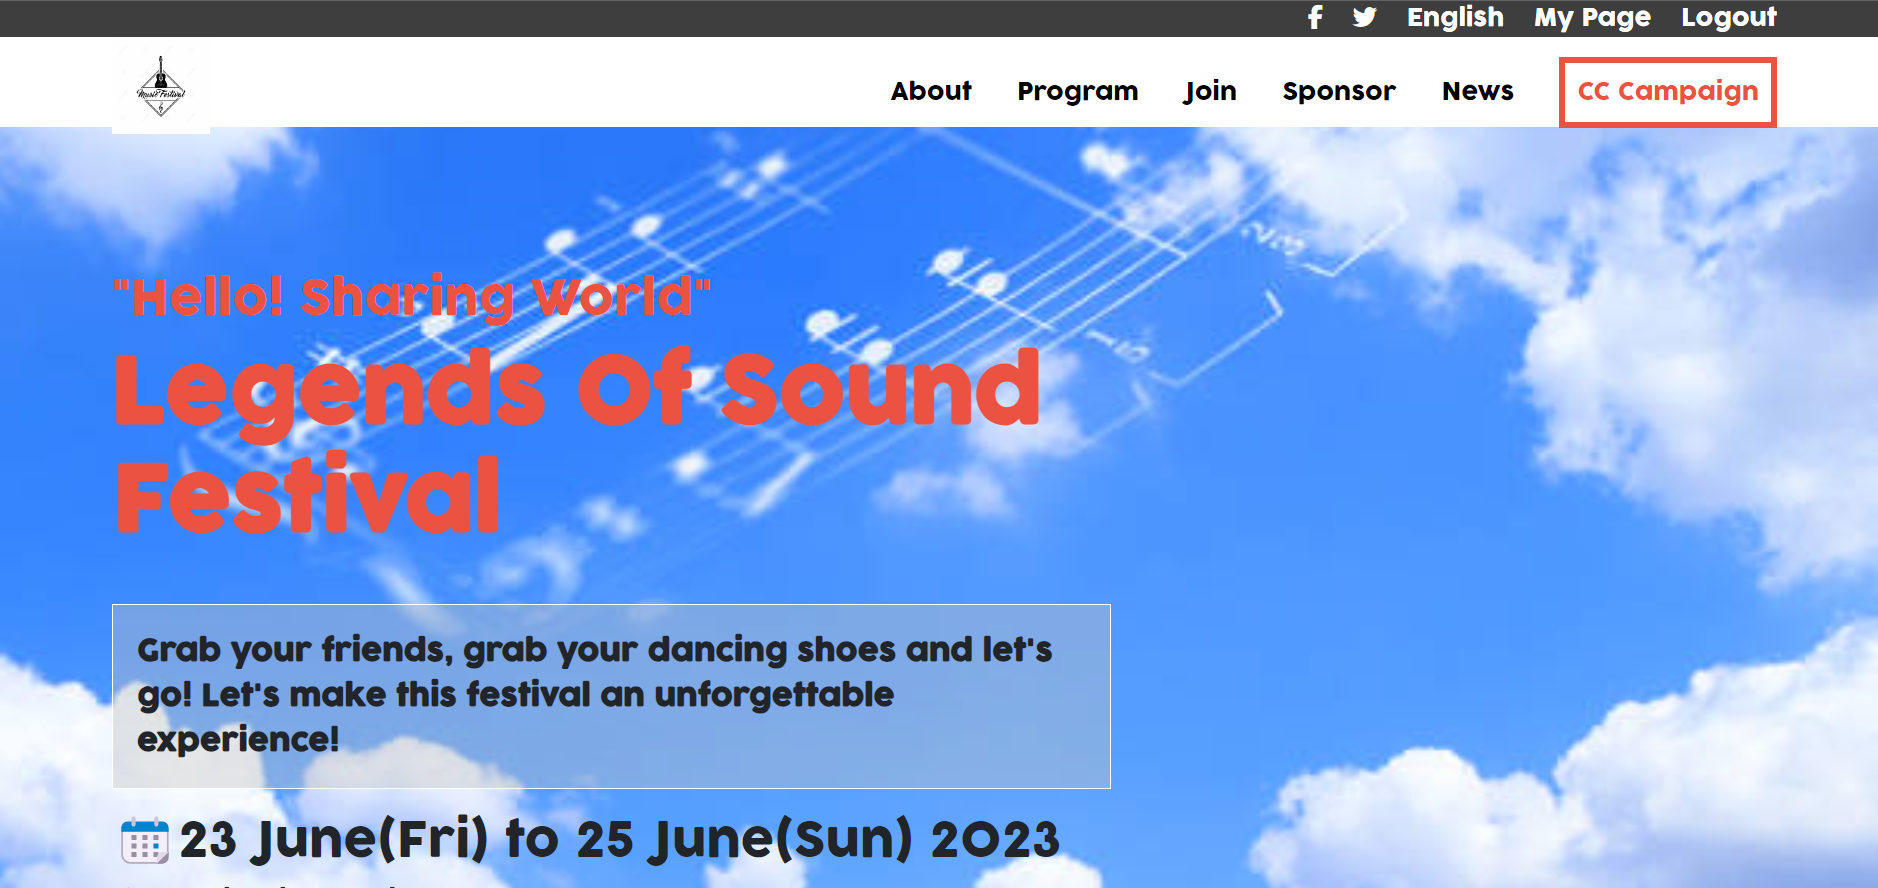 English My Page Logout
Music Festival
About Program Join Sponsor News CC Campaign
"Hello! Sharing World"
Legends Of Sound
Festival
Grab your friends, grab your dancing shoes and let's
go! Let's make this festival an unforgettable
experience!
23 June(Fri) to 25 June(Sun) 2023